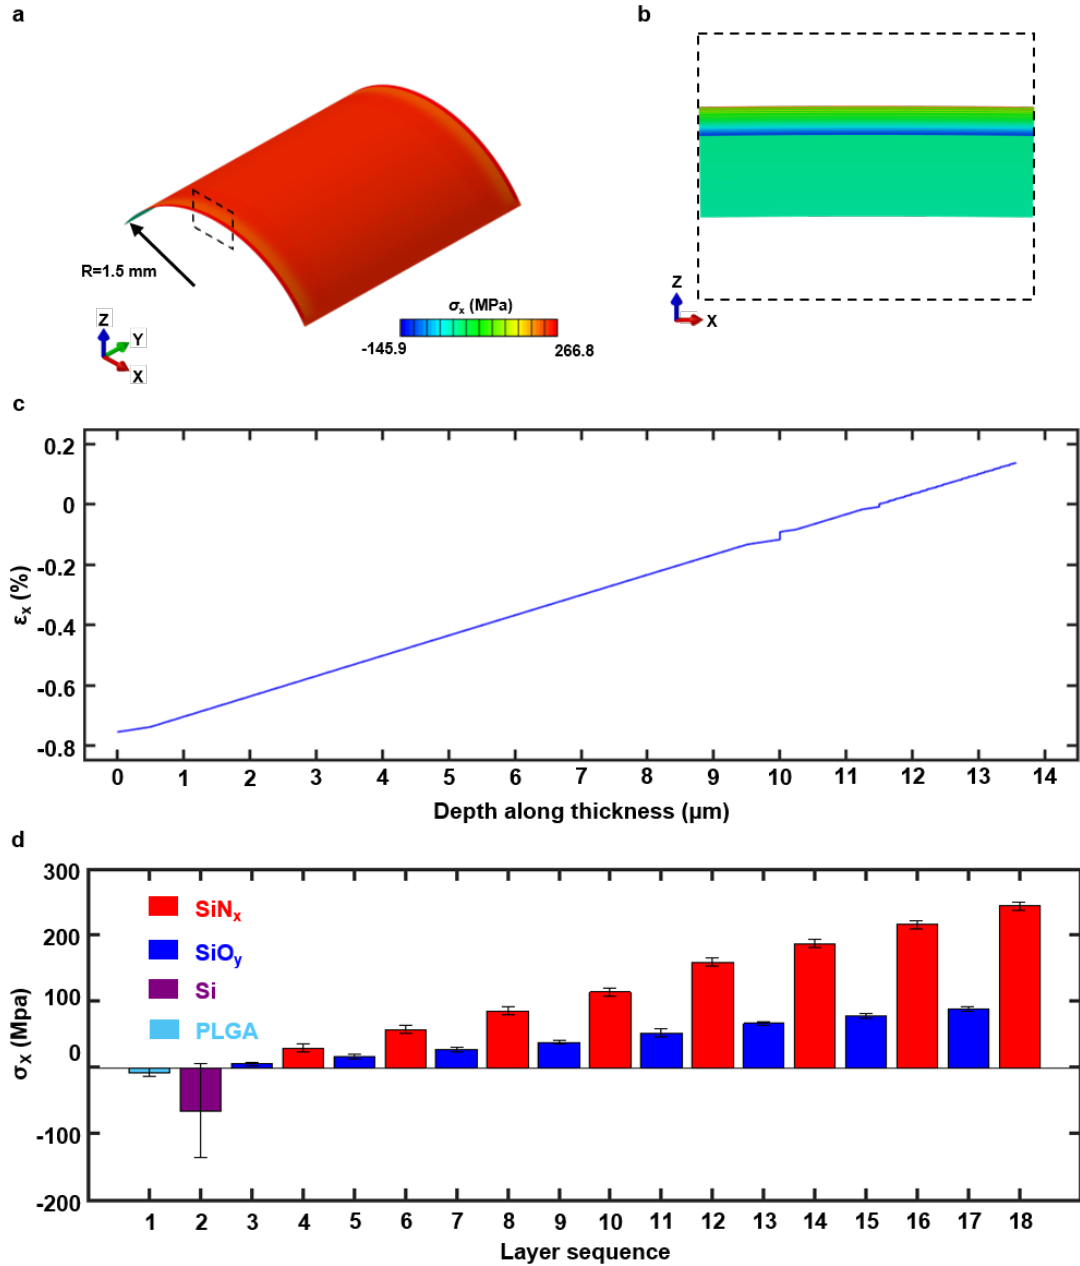 a
b
R=1.5 mm
σx (MPa)
-145.9
266.8
Z
Y
X
Z
X
c
0.2
0
-0.2
-0.4
-0.6
-0.8
εx (%)
0 1 2 3 4 5 6 7 8 9 10 11 12 13 14
Depth along thickness (µm)
d
300
200
100
0
-100
-200
σX (Mpa)
SiNx
SiOy
Si
PLGA
1 2 3 4 5 6 7 8 9 10 11 12 13 14 15 16 17 18
Layer sequence